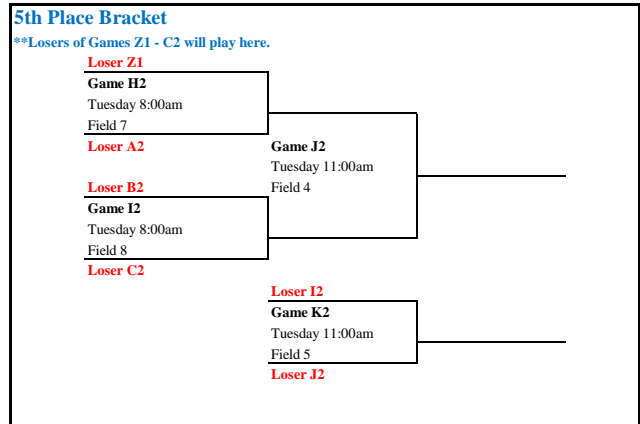 5th Place Bracket
**Losers of Games Z1 - C2 will play here.
Loser Z1
Game H2
Tuesday 8:00am
Field 7
Loser A2
Game J2
Tuesday 11:00am
Field 4
Loser B2
Game I2
Tuesday 8:00am
Field 8
Loser C2
Loser I2
Game K2
Tuesday 11:00am
Field 5
Loser J2